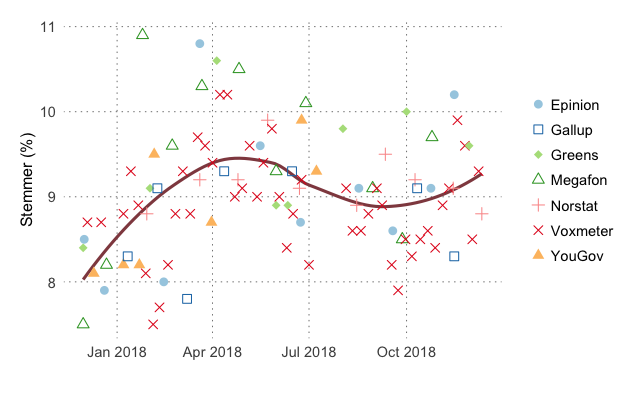 Stemmer (%)
11
10
9
8
Jan 2018
Apr 2018
Jul 2018
Oct 2018
Epinion
Gallup
Greens
Megafon
Norstat
Voxmeter
YouGov